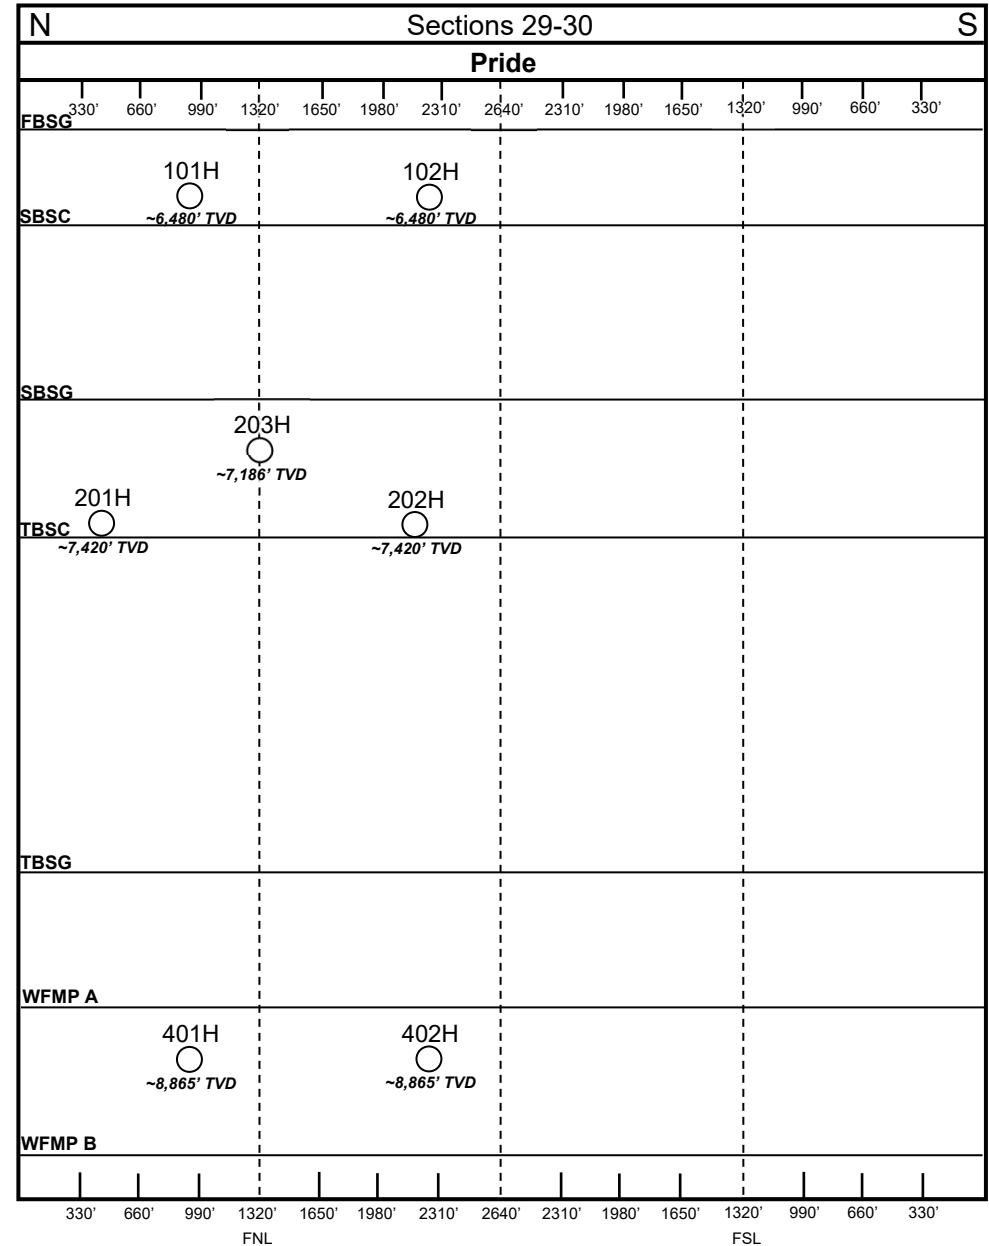 N Sections 29-30 S
Pride
330’ 660’ 990’ 1320’ 1650’ 1980’ 2310’ 2640’ 2310’ 1980’ 1650’ 1320’ 990’ 660’ 330’
FBSG
101H 102H
SBSC ~6,480’ TVD ~6,480’ TVD
SBSG
203H
~7,186’ TVD
201H 202H
TBSC
~7,420’ TVD ~7,420’ TVD
TBSG
WFMP A
401H 402H
~8,865’ TVD ~8,865’ TVD
WFMP B
330’ 660’ 990’ 1320’ 1650’ 1980’ 2310’ 2640’ 2310’ 1980’ 1650’ 1320’ 990’ 660’ 330’
FNL FSL